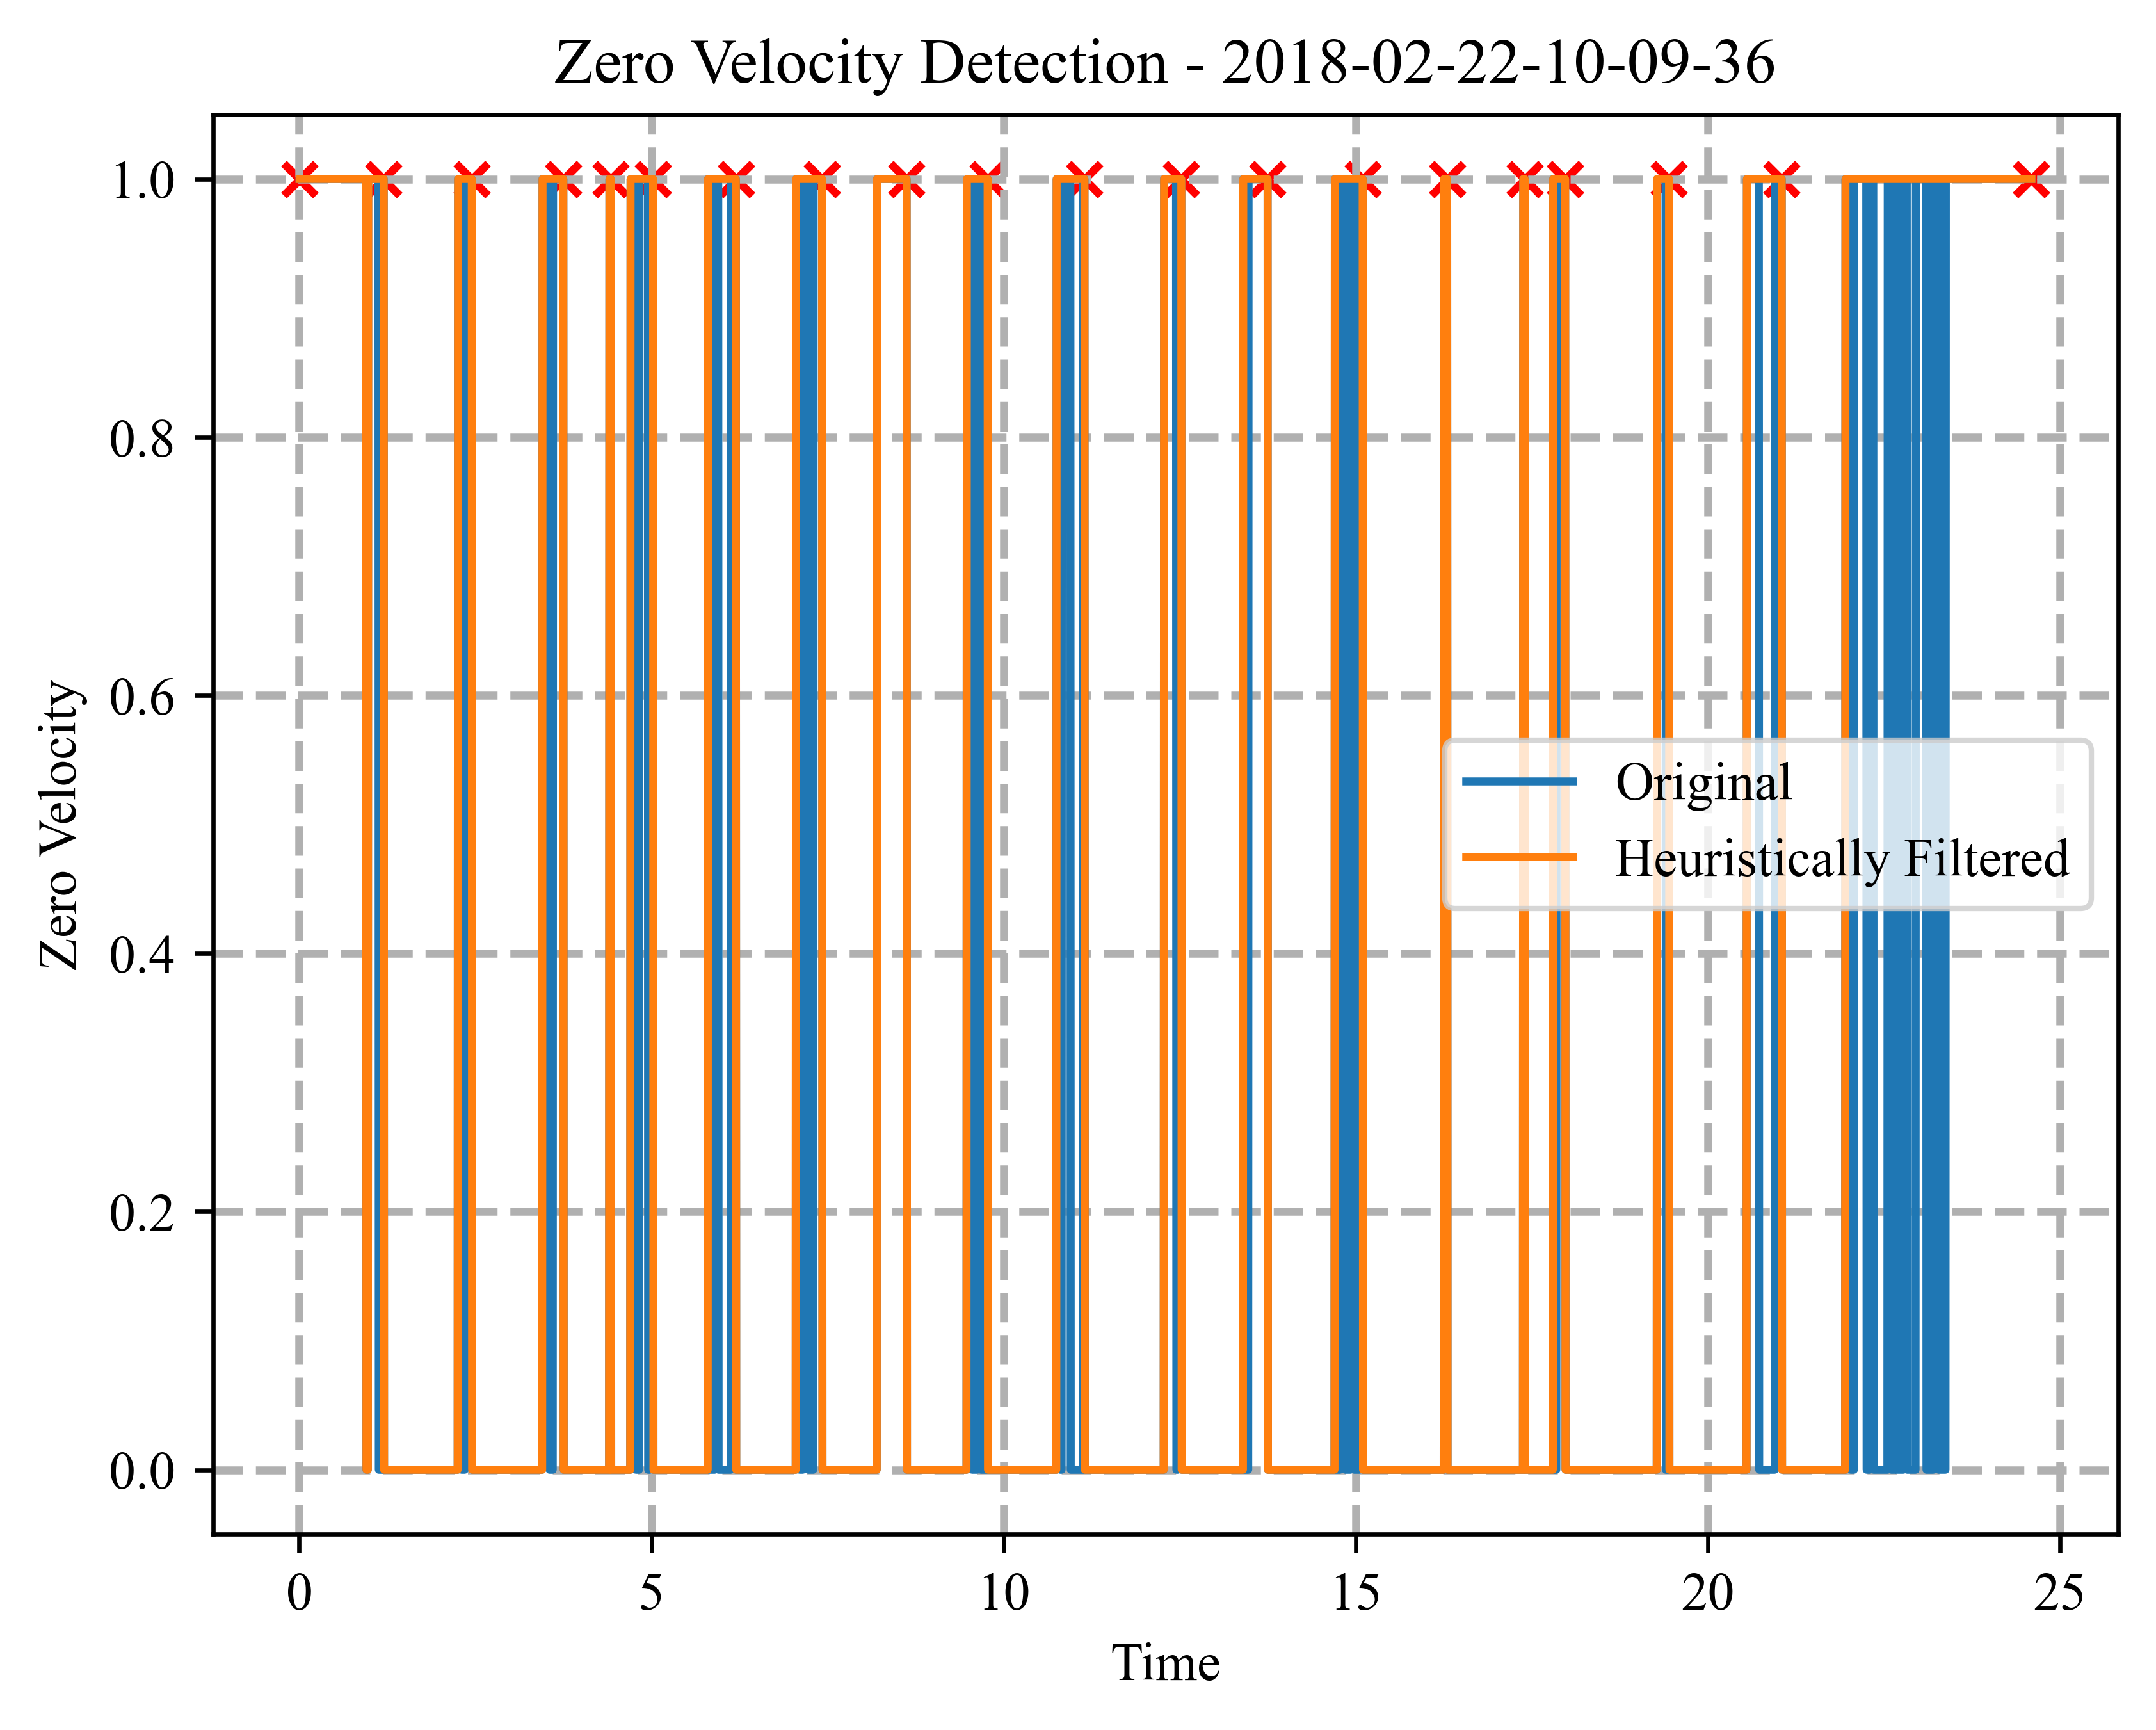 Zero Velocity Detection - 2018-02-22-10-09-36
1.0
0.8
0.6
0.4
0.2
0.0
Zero Velocity
Original
Heuristically Filtered
0 5 10 15 20 25
Time